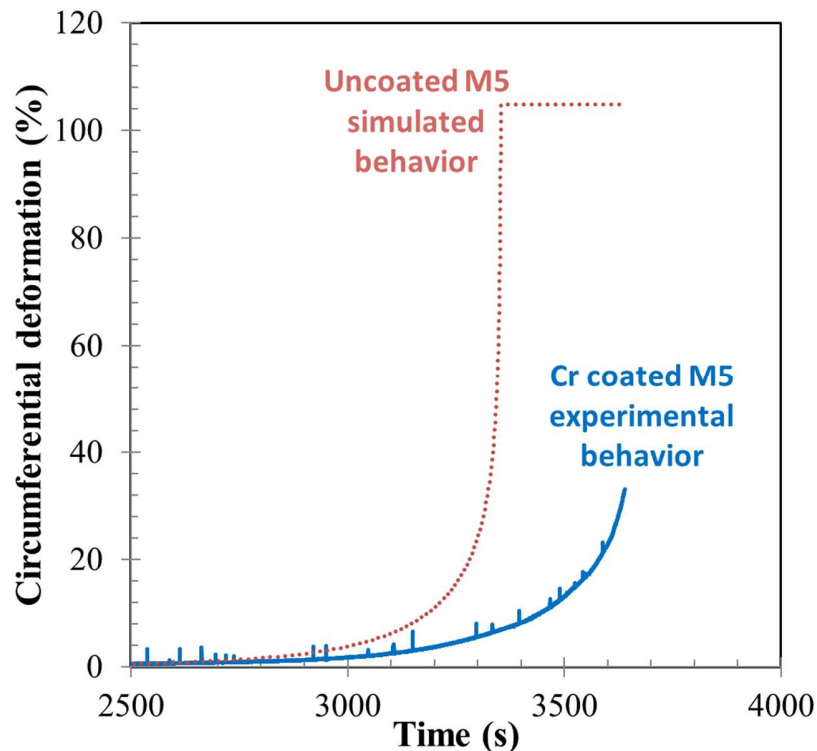 120
100
80
60
40
20
0
Circumferential deformation (%)
Uncoated M5
simulated
behavior
Cr coated M5
experimental
behavior
2500
3000
3500
4000
Time (s)